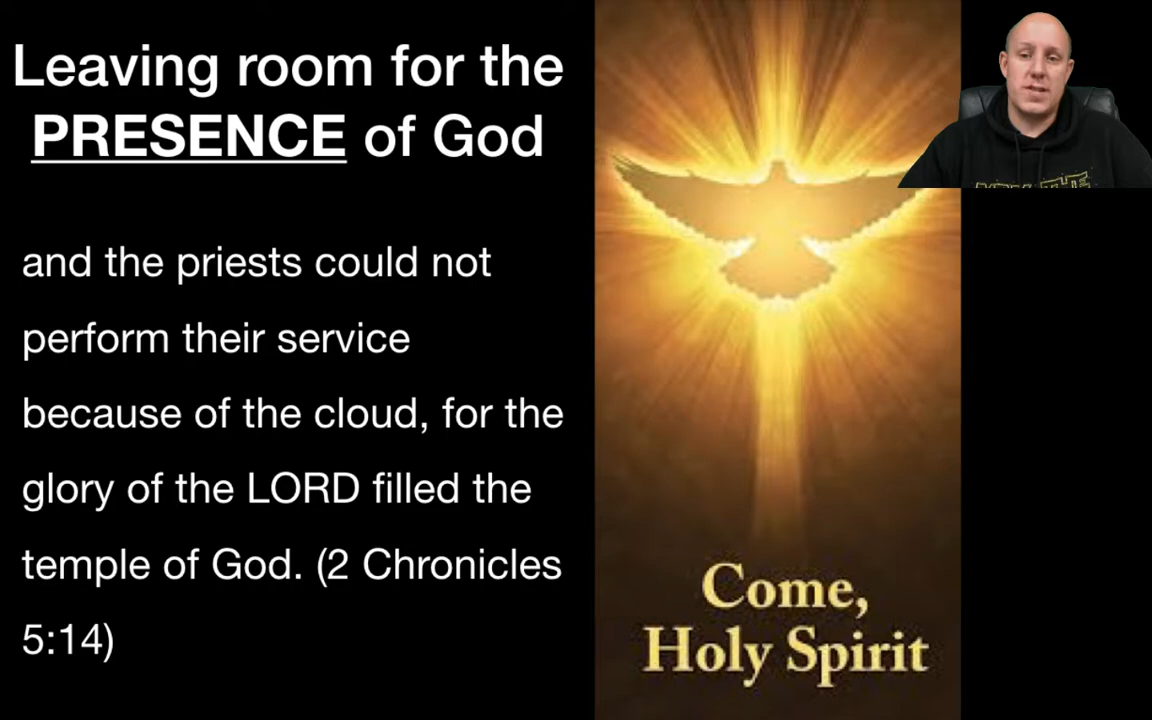 Leaving room for the
PRESENCE of God
and the priests could not
perform their service
because of the cloud, for the
glory of the LORD filled the
temple of God. (2 Chronicles
5:14)
Come,
Holy Spirit